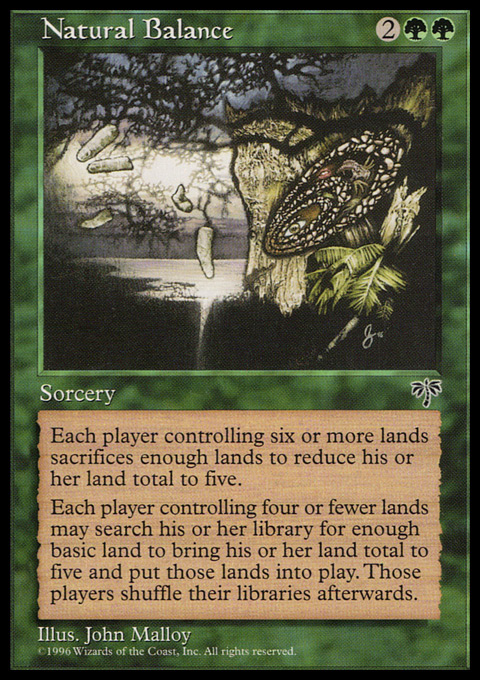 Natural Balance 2
Sorcery
Each player controlling six or more lands
sacrifices enough lands to reduce his or
her land total to five.
Each player controlling four or fewer lands
may search his or her library for enough
basic land to bring his or her land total to
five and put those lands into play. Those
players shuffle their libraries afterwards.
Illus. John Malloy
©1996 Wizards of the Coast, Inc. All rights reserved.